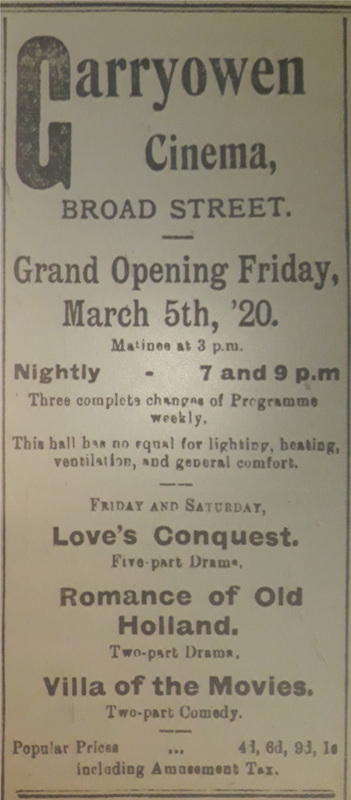 Garryowen
Cinema,
BROAD STREET.
Grand Opening Friday,
March 5th, '20.
Matinee at 3 p.m.
Nightly - 7 and 9 p.m
Three complete changes of Programme
weekly.
This hall has no equal for lighting, heating,
ventilation, and general comfort.
FRIDAY AND SATURDAY,
Love's Conquest.
Five-part Drama.
Romance of Old
Holland.
Two-part Drama.
Villa of the Movies.
Two-part Comedy.
Popular Prices ... 4d, 6d, 9d, 1s
including Amusement Tax.